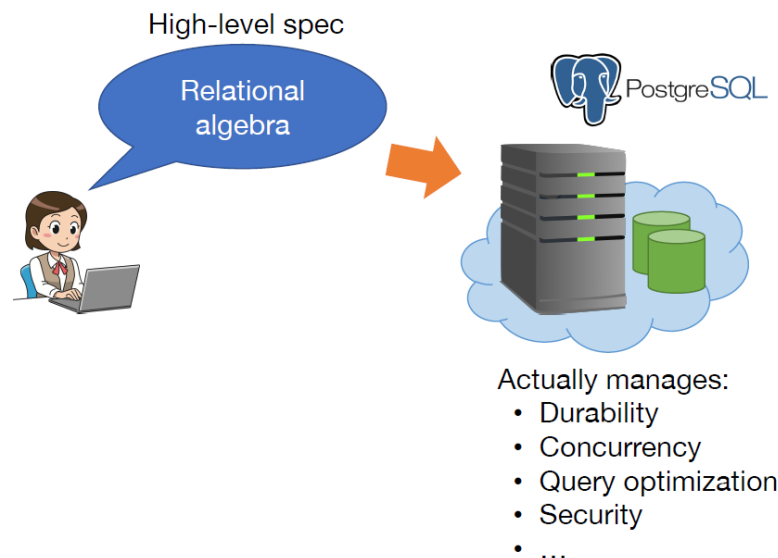 High-level spec
Relational
algebra
PostgreSQL
Actually manages:
• Durability
• Concurrency
• Query optimization
• Security
• ...